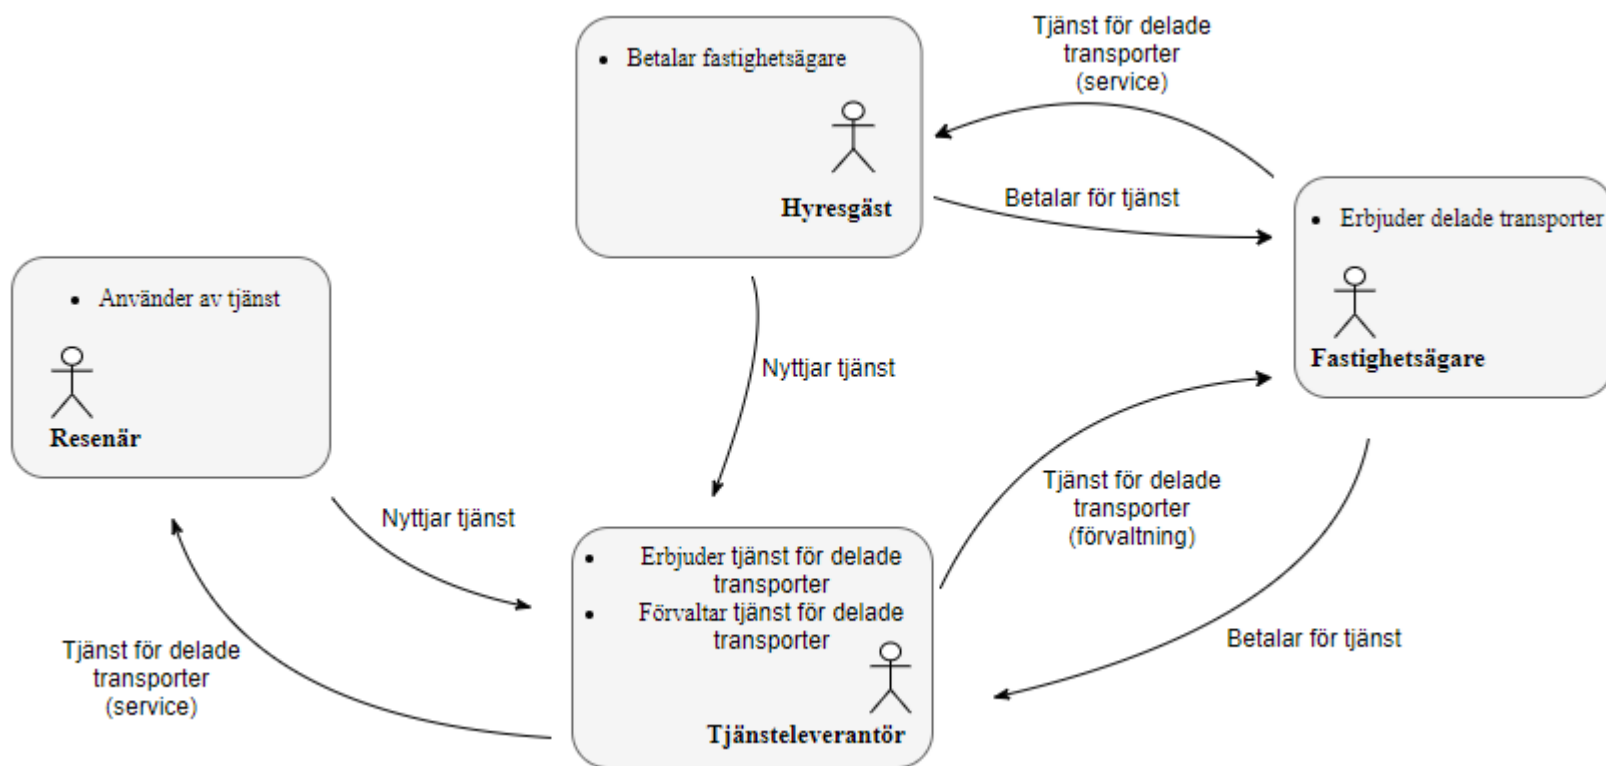 Tjänst för delade
transporter
(service)
• Betalar fastighetsägare
Hyresgäst
Betalar för tjänst
• Erbjuder delade transporter
Fastighetsägare
• Använder av tjänst
Resenär
Nyttjar tjänst
Nyttjar tjänst
Tjänst för delade
transporter
(förvaltning)
• Erbjuder tjänst för delade
transporter
• Förvaltar tjänst för delade
transporter
Tjänsteleverantör
Betalar för tjänst
Tjänst för delade
transporter
(service)